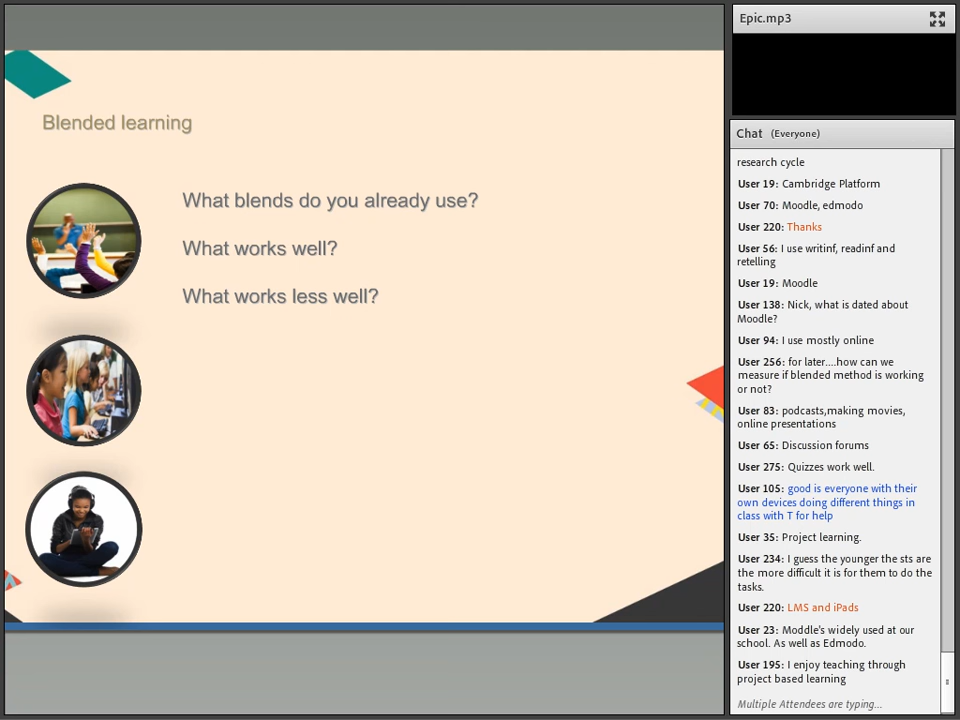 Blended learning
What blends do you already use?
What works well?
What works less well?
Epic.mp3
Chat (Everyone)
research cycle
User 19: Cambridge Platform
User 70: Moodle, edmodo
User 220: Thanks
User 56: I use writinf, readinf and
retelling
User 19: Moodle
User 138: Nick, what is dated about
Moodle?
User 94: I use mostly online
User 256: for later....how can we
measure if blended method is working
or not?
User 83: podcasts,making movies,
online presentations
User 65: Discussion forums
User 275: Quizzes work well.
User 105: good is everyone with their
own devices doing different things in
class with T for help
User 35: Project learning.
User 234: I guess the younger the sts are
the more difficult it is for them to do the
tasks.
User 220: LMS and iPads
User 23: Moddle's widely used at our
school. As well as Edmodo.
User 195: I enjoy teaching through
project based learning
Multiple Attendees are typing...